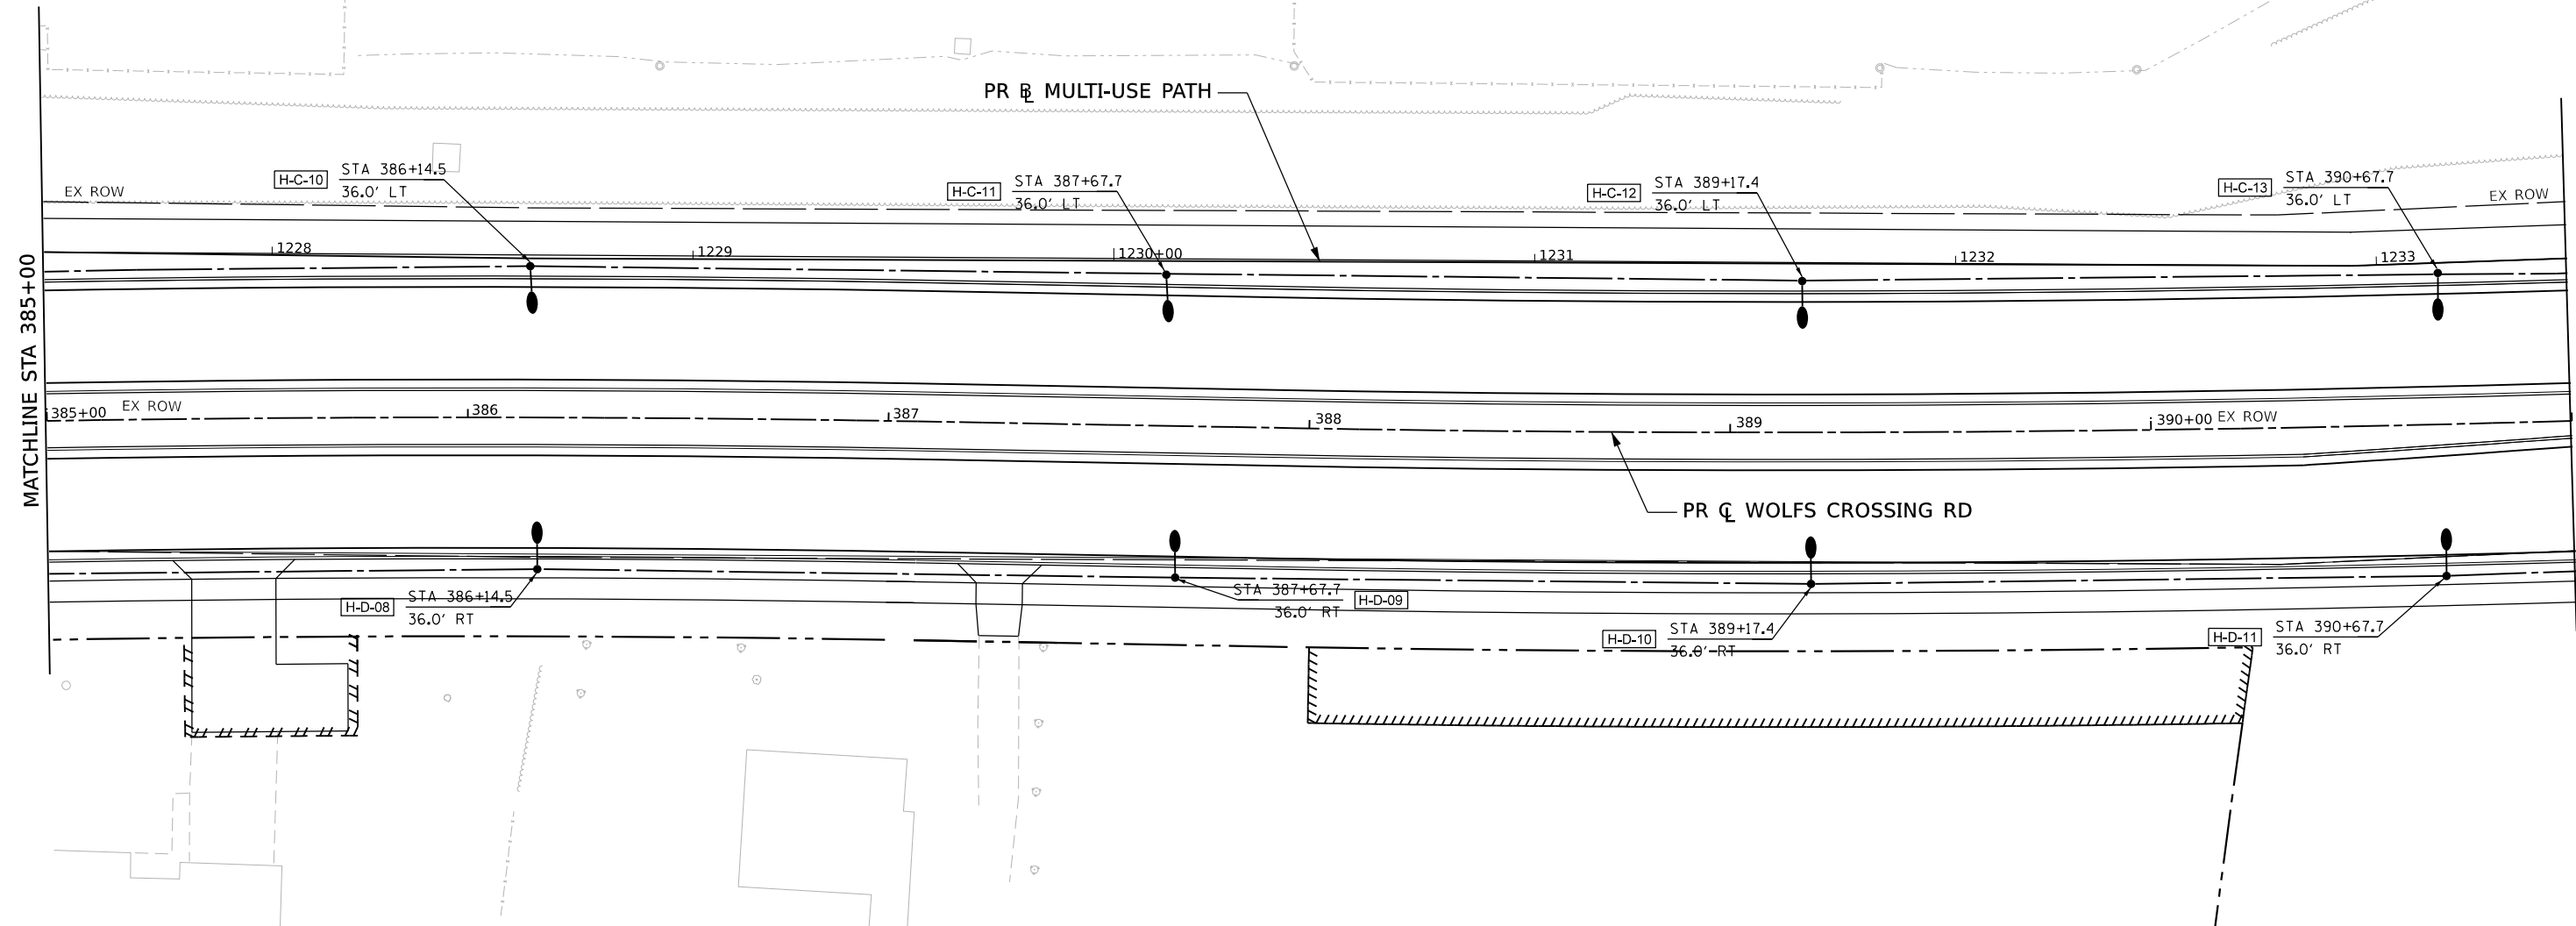 PR ℄ MULTI-USE PATH
H-C-10 STA 386+14.5
36.0' LT
H-C-11 STA 387+67.7
36.0' LT
H-C-12 STA 389+17.4
36.0' LT
H-C-13 STA 390+67.7
36.0' LT
EX ROW
EX ROW
1228
1229
1230+00
1231
1232
1233
MATCHLINE STA 385+00
385+00
EX ROW
386
387
388
389
390+00
EX ROW
PR ℄ WOLFS CROSSING RD
H-D-08 STA 386+14.5
36.0' RT
STA 387+67.7 H-D-09
36.0' RT
H-D-10 STA 389+17.4
36.0' RT
H-D-11 STA 390+67.7
36.0' RT